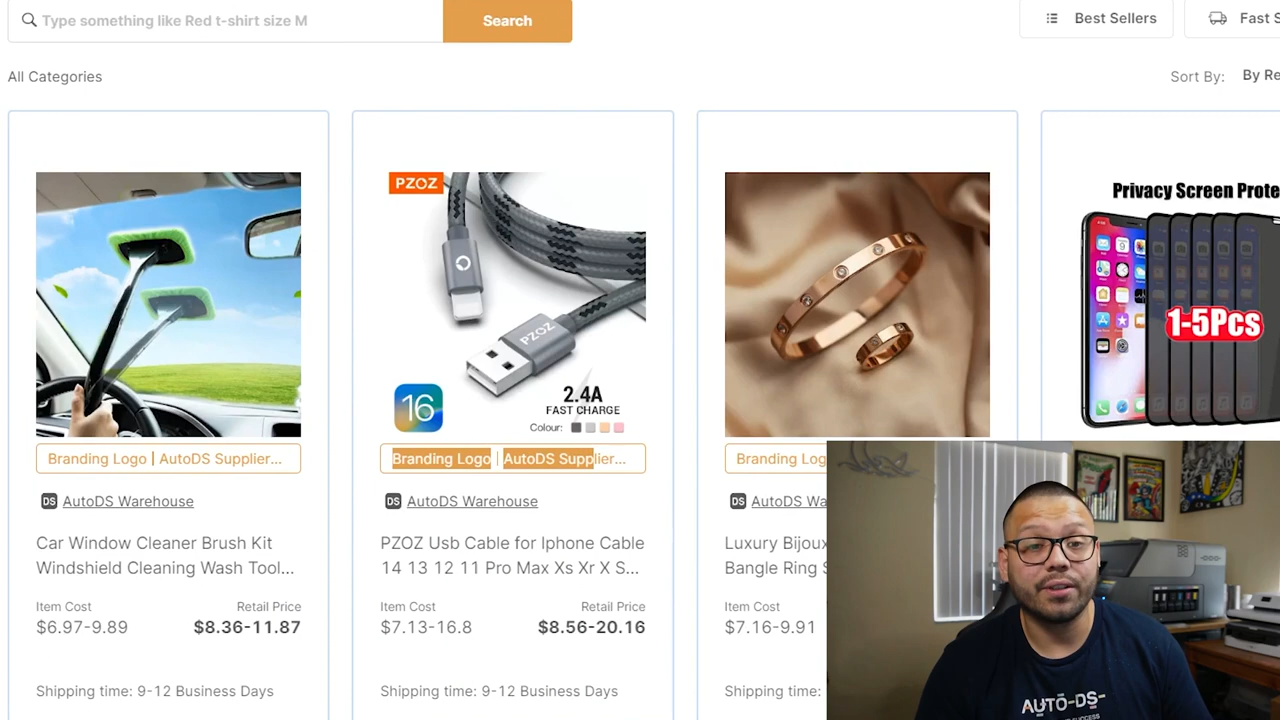 Type something like Red t-shirt size M
Search
Best Sellers
Fast S
All Categories
Sort By:
By Re
PZOZ
PZOZ
16
2.4A
FAST CHARGE
Colour:
Privacy Screen Prote
1-5Pcs
Branding Logo | AutoDS Supplier...
Branding Logo | AutoDS Supplier...
Branding Log
DS AutoDS Warehouse
DS AutoDS Warehouse
DS AutoDS Wa
Car Window Cleaner Brush Kit
Windshield Cleaning Wash Tool...
PZOZ Usb Cable for Iphone Cable
14 13 12 11 Pro Max Xs Xr X S...
Luxury Bijoux
Bangle Ring S
Item Cost
Retail Price
$6.97-9.89
$8.36-11.87
Item Cost
Retail Price
$7.13-16.8
$8.56-20.16
Item Cost
$7.16-9.91
Shipping time: 9-12 Business Days
Shipping time: 9-12 Business Days
Shipping time:
AUTO-DS-